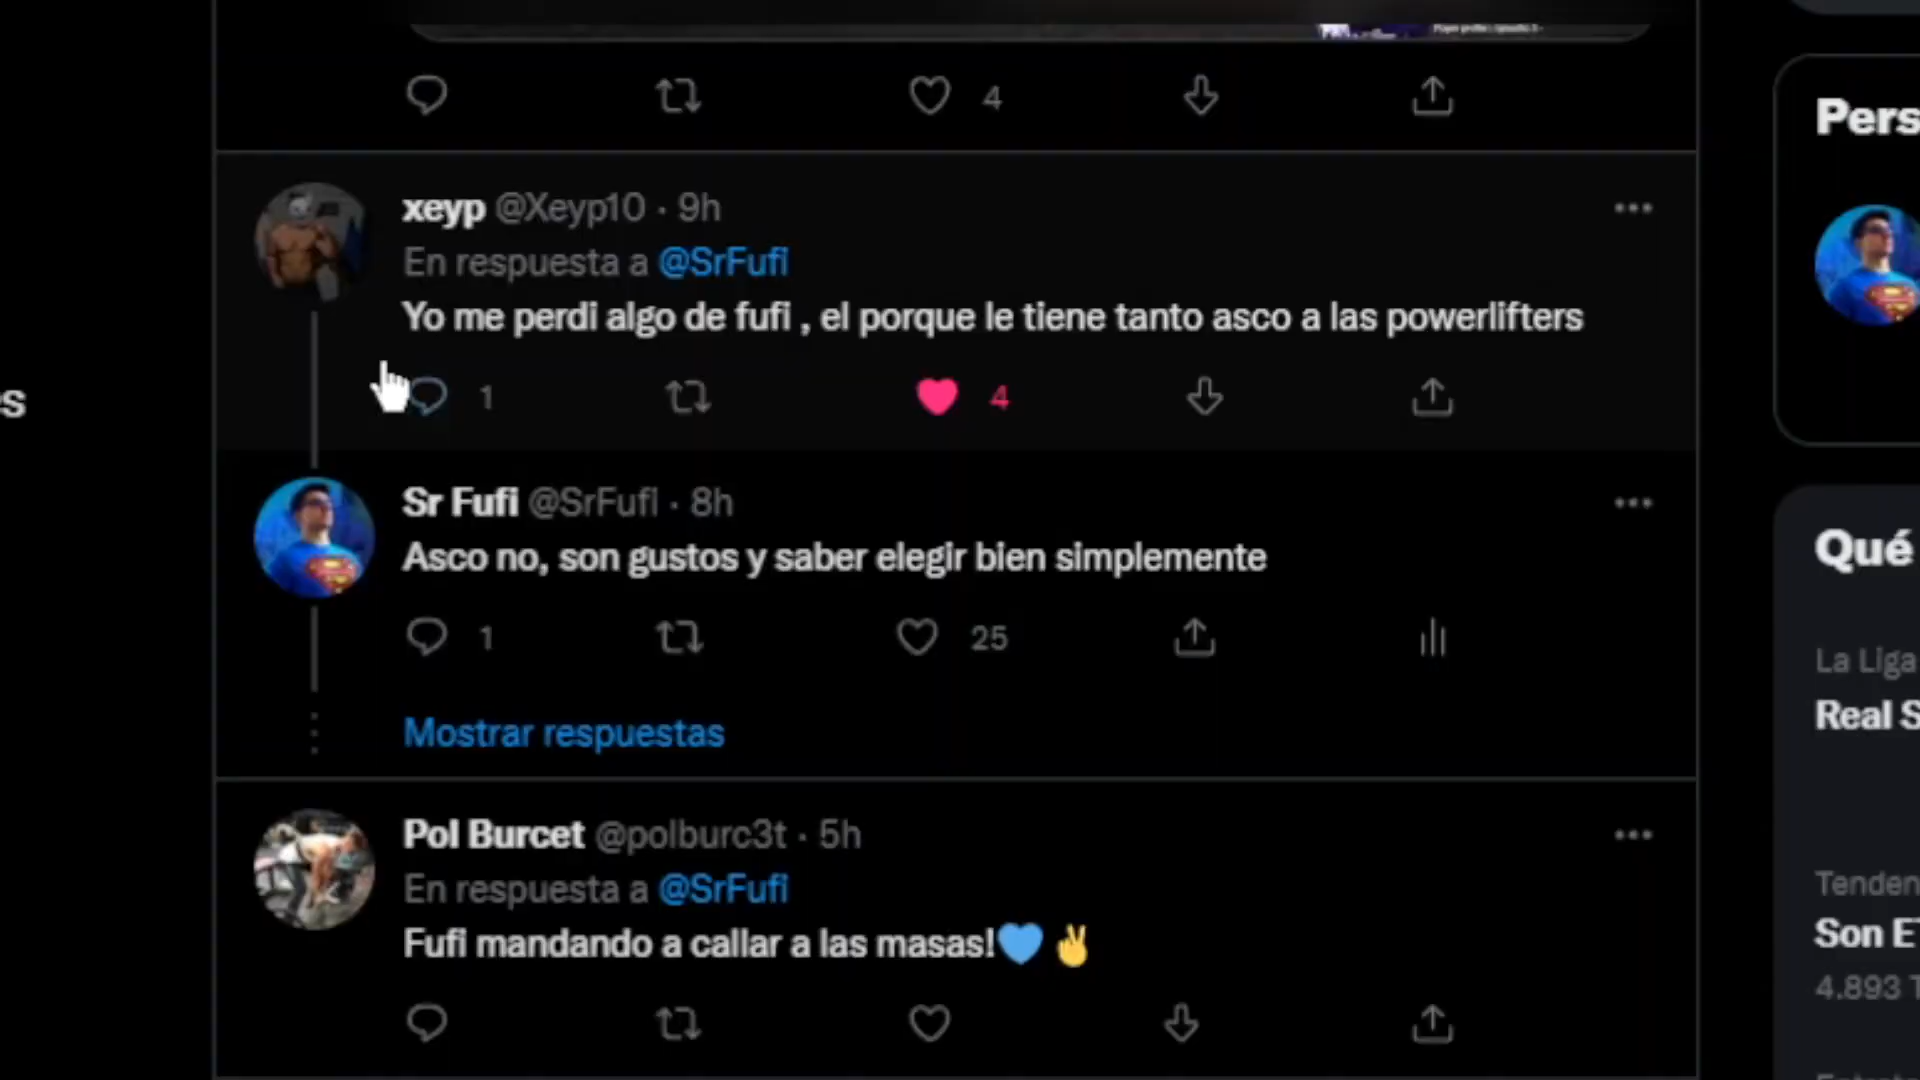 4
xeyp @Xeyp10 · 9h
En respuesta a @SrFufi
Yo me perdi algo de fufi , el porque le tiene tanto asco a las powerlifters
1 4
Sr Fufi @SrFufi · 8h
Asco no, son gustos y saber elegir bien simplemente
1 25
Mostrar respuestas
Pol Burcet @polburc3t · 5h
En respuesta a @SrFufi
Fufi mandando a callar a las masas!💙 ✌️
es
Pers
Qué
La Liga
Real S
Tenden
Son E
4.893 T